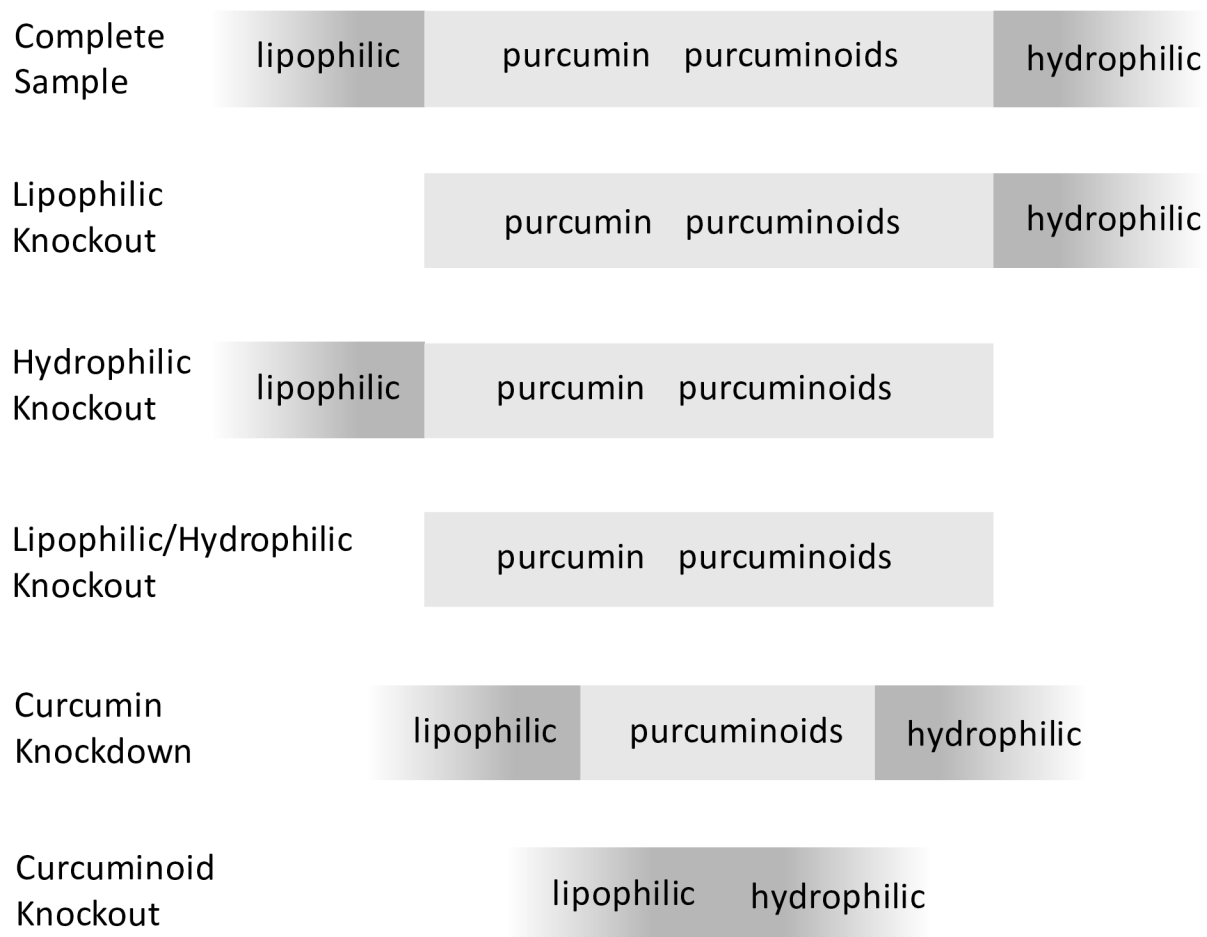 Complete
Sample
lipophilic purcumin purcuminoids hydrophilic
Lipophilic
Knockout
purcumin purcuminoids hydrophilic
Hydrophilic
Knockout
lipophilic purcumin purcuminoids
Lipophilic/Hydrophilic
Knockout
purcumin purcuminoids
Curcumin
Knockdown
lipophilic purcuminoids hydrophilic
Curcuminoid
Knockout
lipophilic hydrophilic